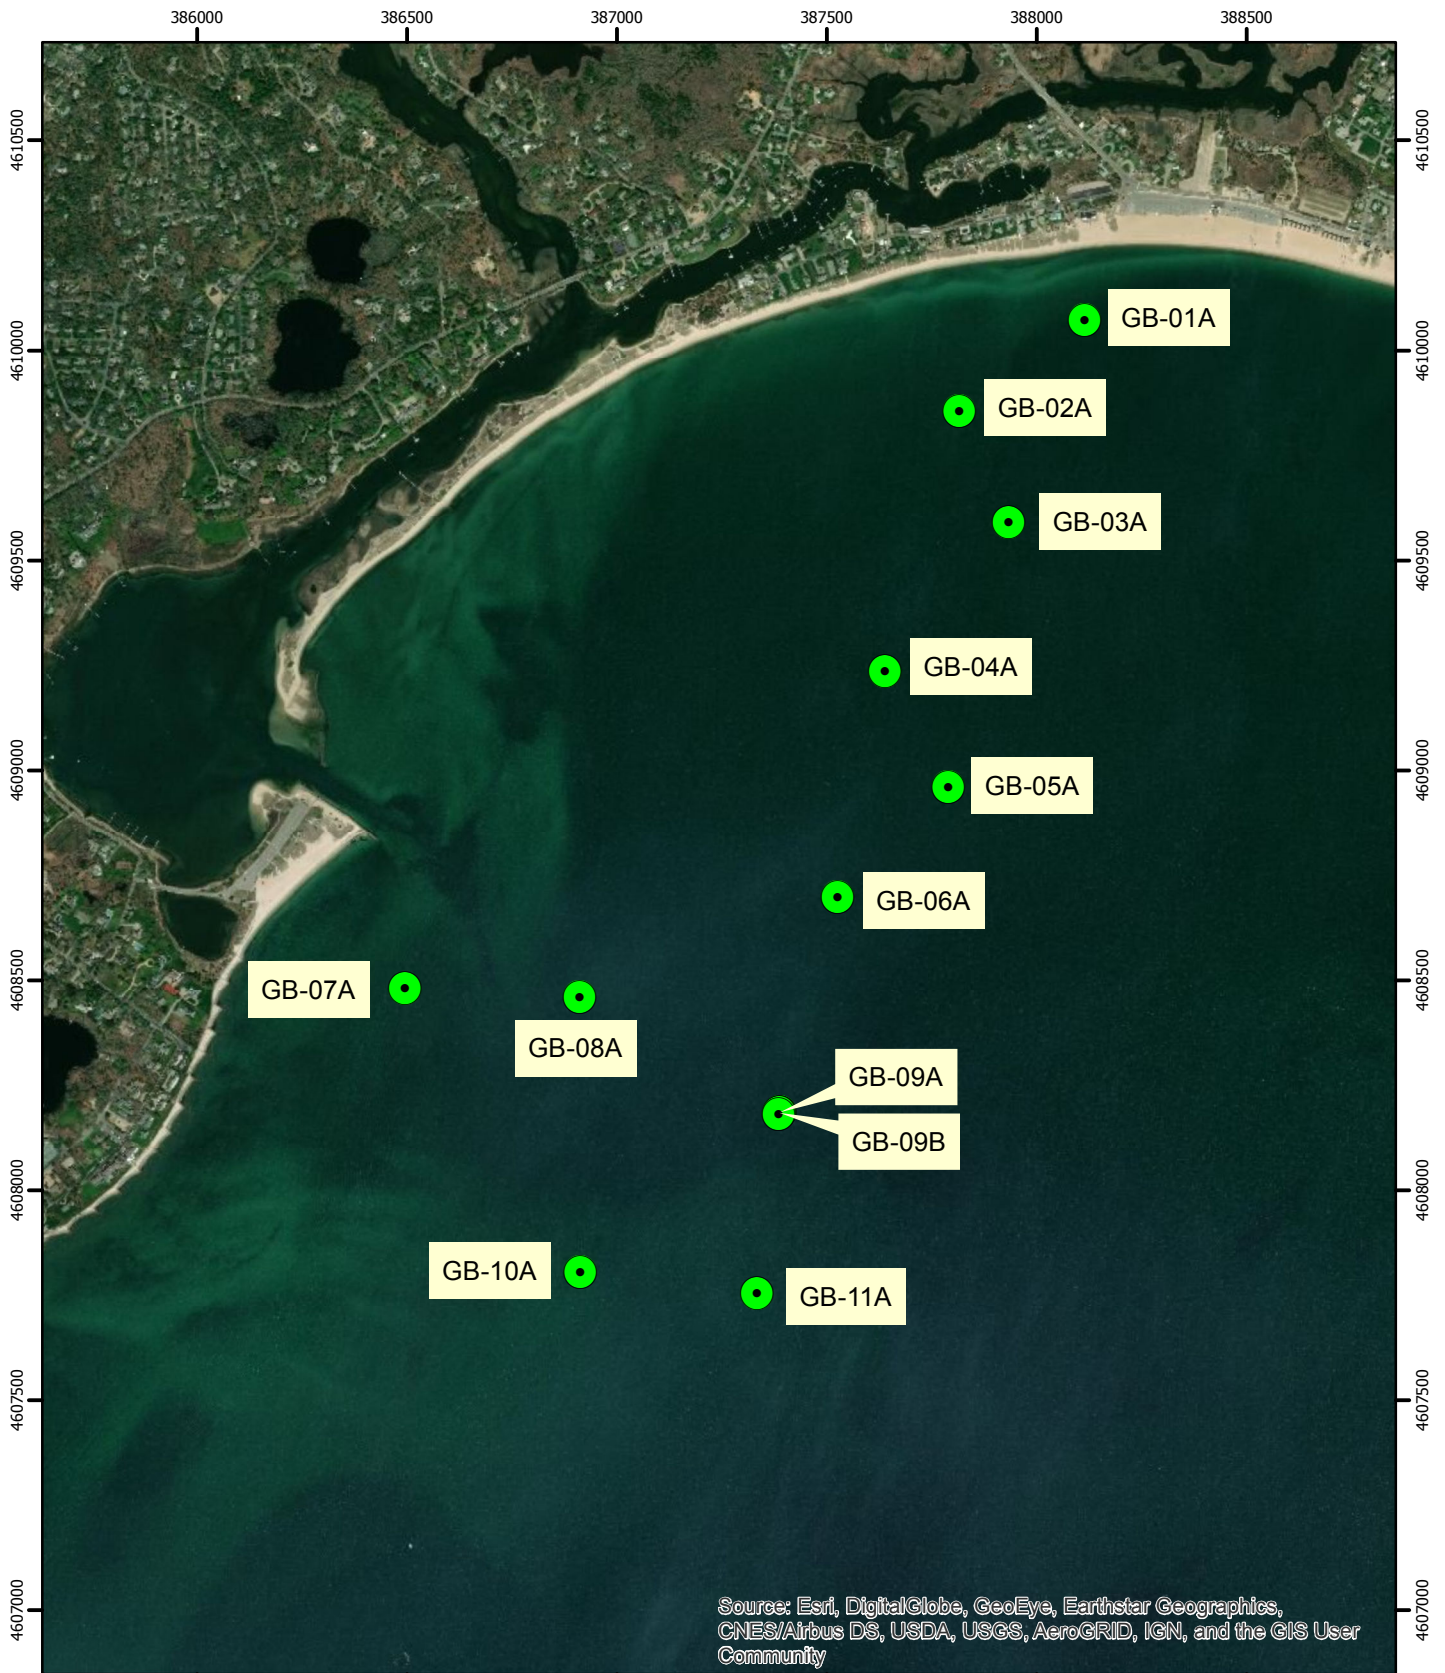 386000
386500
387000
387500
388000
388500
4610500
4610500
GB-01A
4610000
4610000
GB-02A
GB-03A
4609500
4609500
GB-04A
4609000
4609000
GB-05A
GB-06A
4608500
4608500
GB-07A
GB-08A
GB-09A
GB-09B
4608000
4608000
GB-10A
GB-11A
4607500
4607500
4607000
4607000
Source: Esri, DigitalGlobe, GeoEye, Earthstar Geographics,
CNES/Airbus DS, USDA, USGS, AeroGRID, IGN, and the GIS User
Community